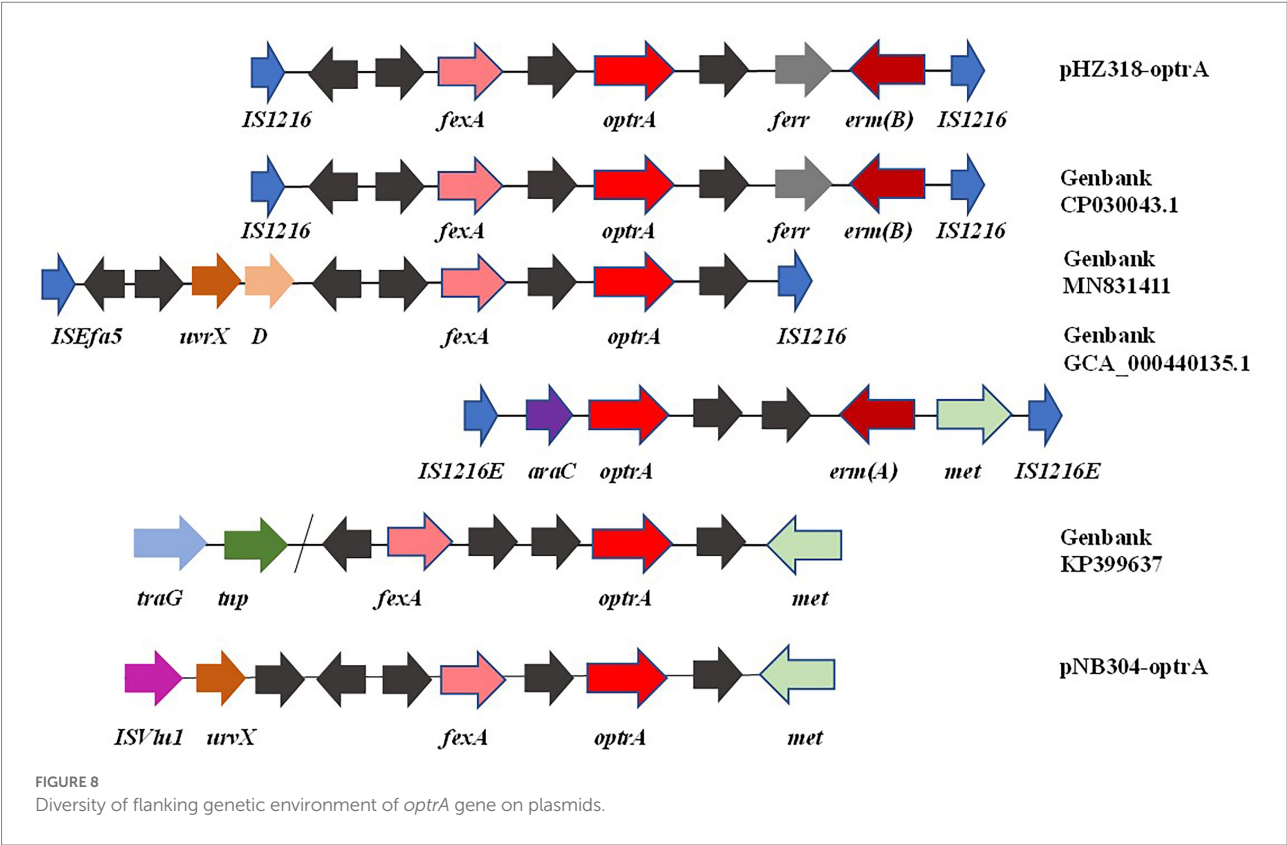 pHZ318-optrA
IS1216 fexA optrA ferr erm(B) IS1216
Genbank
CP030043.1
IS1216 fexA optrA ferr erm(B) IS1216
Genbank
MN831411
ISEfa5 uvrX D fexA optrA IS1216
Genbank
GCA_000440135.1
IS1216E araC optrA erm(A) met IS1216E
Genbank
KP399637
traG tnp fexA optrA met
pNB304-optrA
ISVlu1 urvX fexA optrA met
FIGURE 8
Diversity of flanking genetic environment of optrA gene on plasmids.